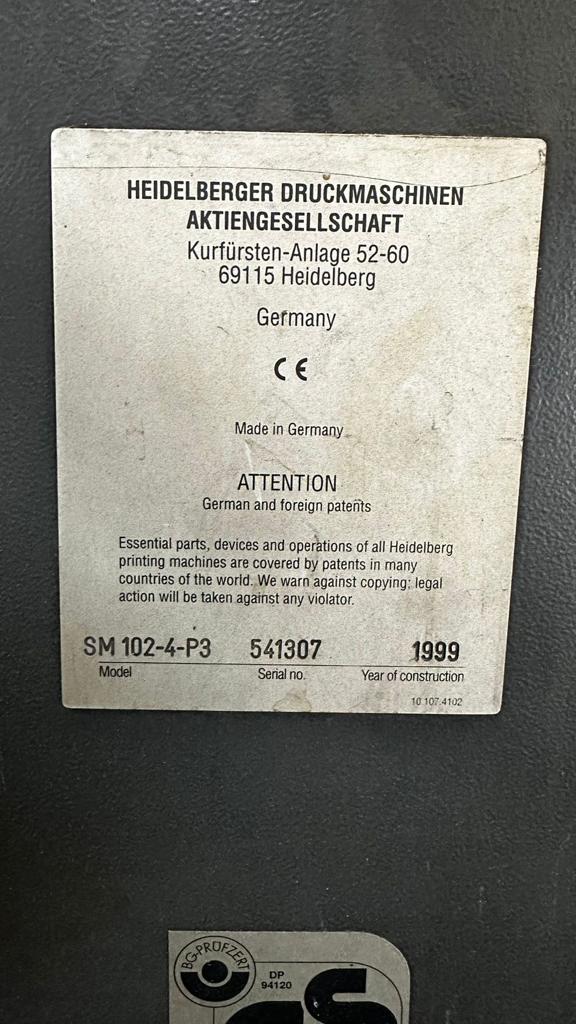 HEIDELBERGER DRUCKMASCHINEN
AKTIENGESELLSCHAFT
Kurfürsten-Anlage 52-60
69115 Heidelberg
Germany
CE
Made in Germany
ATTENTION
German and foreign patents
Essential parts, devices and operations of all Heidelberg
printing machines are covered by patents in many
countries of the world. We warn against copying; legal
action will be taken against any violator.
SM 102-4-P3 541307 1999
Model Serial no. Year of construction
10.107.4102
BG-PRÜFZERT
DP
94120
GS